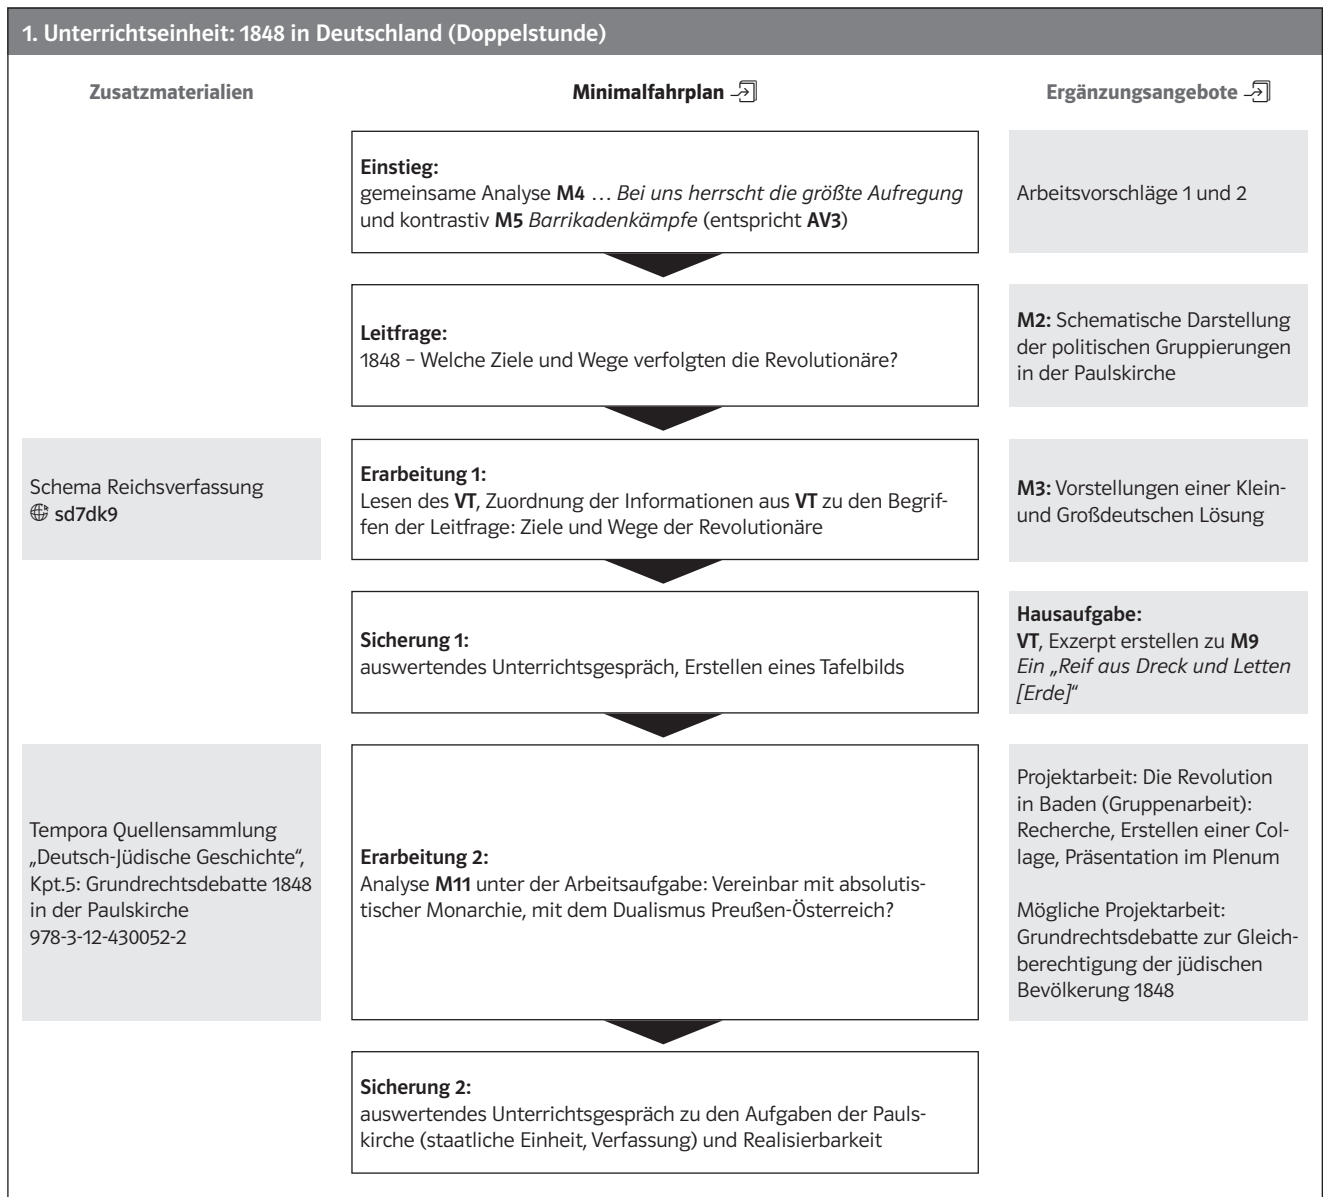 1. Unterrichtseinheit: 1848 in Deutschland (Doppelstunde)
Zusatzmaterialien
Minimalfahrplan
Ergänzungsangebote
Einstieg:
gemeinsame Analyse M4 … Bei uns herrscht die größte Aufregung
und kontrastiv M5 Barrikadenkämpfe (entspricht AV3)
Arbeitsvorschläge 1 und 2
Leitfrage:
1848 – Welche Ziele und Wege verfolgten die Revolutionäre?
M2: Schematische Darstellung
der politischen Gruppierungen
in der Paulskirche
Schema Reichsverfassung
sd7dk9
Erarbeitung 1:
Lesen des VT, Zuordnung der Informationen aus VT zu den Begrif-
fen der Leitfrage: Ziele und Wege der Revolutionäre
M3: Vorstellungen einer Klein-
und Großdeutschen Lösung
Sicherung 1:
auswertendes Unterrichtsgespräch, Erstellen eines Tafelbilds
Hausaufgabe:
VT, Exzerpt erstellen zu M9
Ein „Reif aus Dreck und Letten
[Erde]“
Tempora Quellensammlung
„Deutsch-Jüdische Geschichte“,
Kpt.5: Grundrechtsdebatte 1848
in der Paulskirche
978-3-12-430052-2
Erarbeitung 2:
Analyse M11 unter der Arbeitsaufgabe: Vereinbar mit absolutis-
tischer Monarchie, mit dem Dualismus Preußen-Österreich?
Projektarbeit: Die Revolution
in Baden (Gruppenarbeit):
Recherche, Erstellen einer Col-
lage, Präsentation im Plenum
Mögliche Projektarbeit:
Grundrechtsdebatte zur Gleich-
berechtigung der jüdischen
Bevölkerung 1848
Sicherung 2:
auswertendes Unterrichtsgespräch zu den Aufgaben der Pauls-
kirche (staatliche Einheit, Verfassung) und Realisierbarkeit